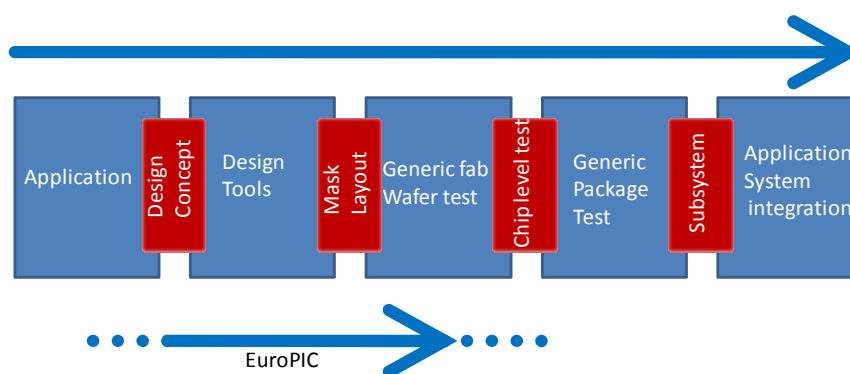 Application
Design
Concept
Design
Tools
Mask
Layout
Generic fab
Wafer test
Chip level test
Generic
Package
Test
Subsystem
Application
System
integration
EuroPIC